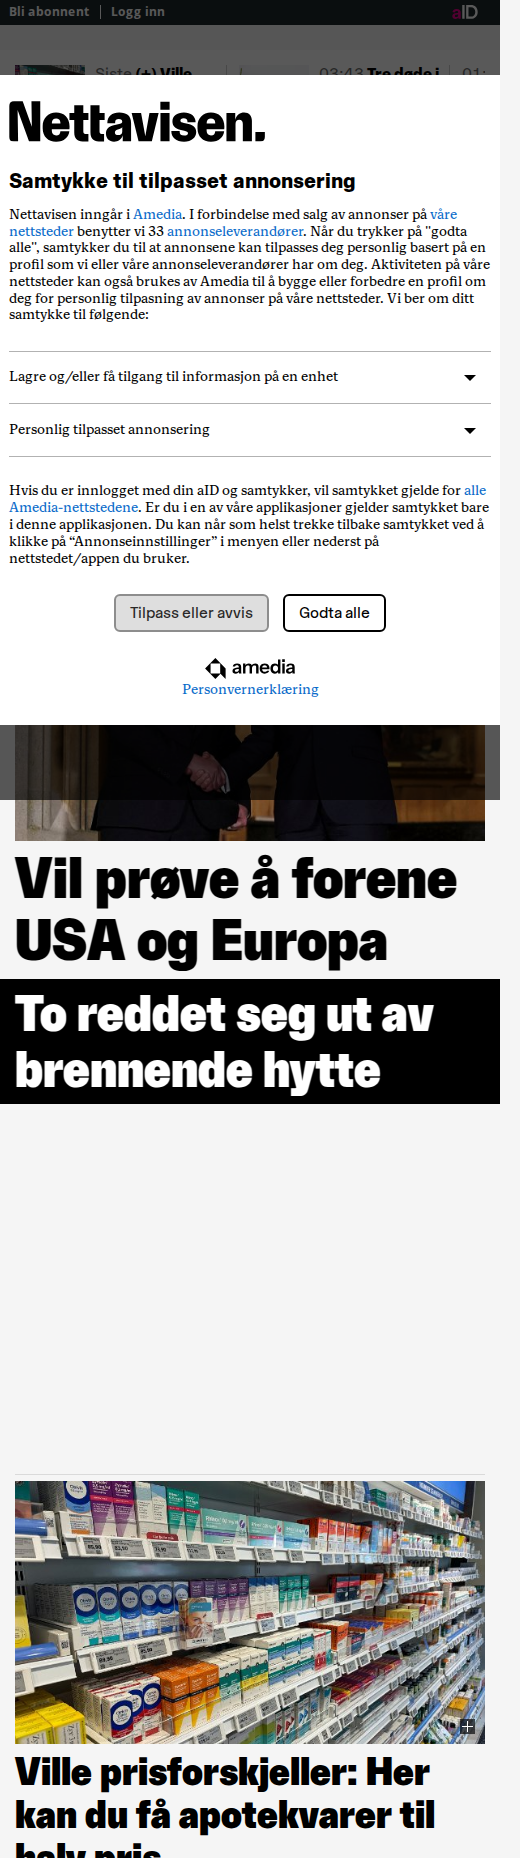 Bli abonnent | Logg inn
aID
Siste (+) Ville
03:43 Tre døde i
01:
Nettavisen.
Samtykke til tilpasset annonsering
Nettavisen inngår i Amedia. I forbindelse med salg av annonser på våre
nettsteder benytter vi 33 annonseleverandører. Når du trykker på "godta
alle", samtykker du til at annonsene kan tilpasses deg personlig basert på en
profil som vi eller våre annonseleverandører har om deg. Aktiviteten på våre
nettsteder kan også brukes av Amedia til å bygge eller forbedre en profil om
deg for personlig tilpasning av annonser på våre nettsteder. Vi ber om ditt
samtykke til følgende:
Lagre og/eller få tilgang til informasjon på en enhet
Personlig tilpasset annonsering
Hvis du er innlogget med din aID og samtykker, vil samtykket gjelde for alle
Amedia-nettstedene. Er du i en av våre applikasjoner gjelder samtykket bare
i denne applikasjonen. Du kan når som helst trekke tilbake samtykket ved å
klikke på “Annonseinnstillinger” i menyen eller nederst på
nettstedet/appen du bruker.
Tilpass eller avvis
Godta alle
amedia
Personvernerklæring
Vil prøve å forene
USA og Europa
To reddet seg ut av
brennende hytte
Ville prisforskjeller: Her
kan du få apotekvarer til
halv pris